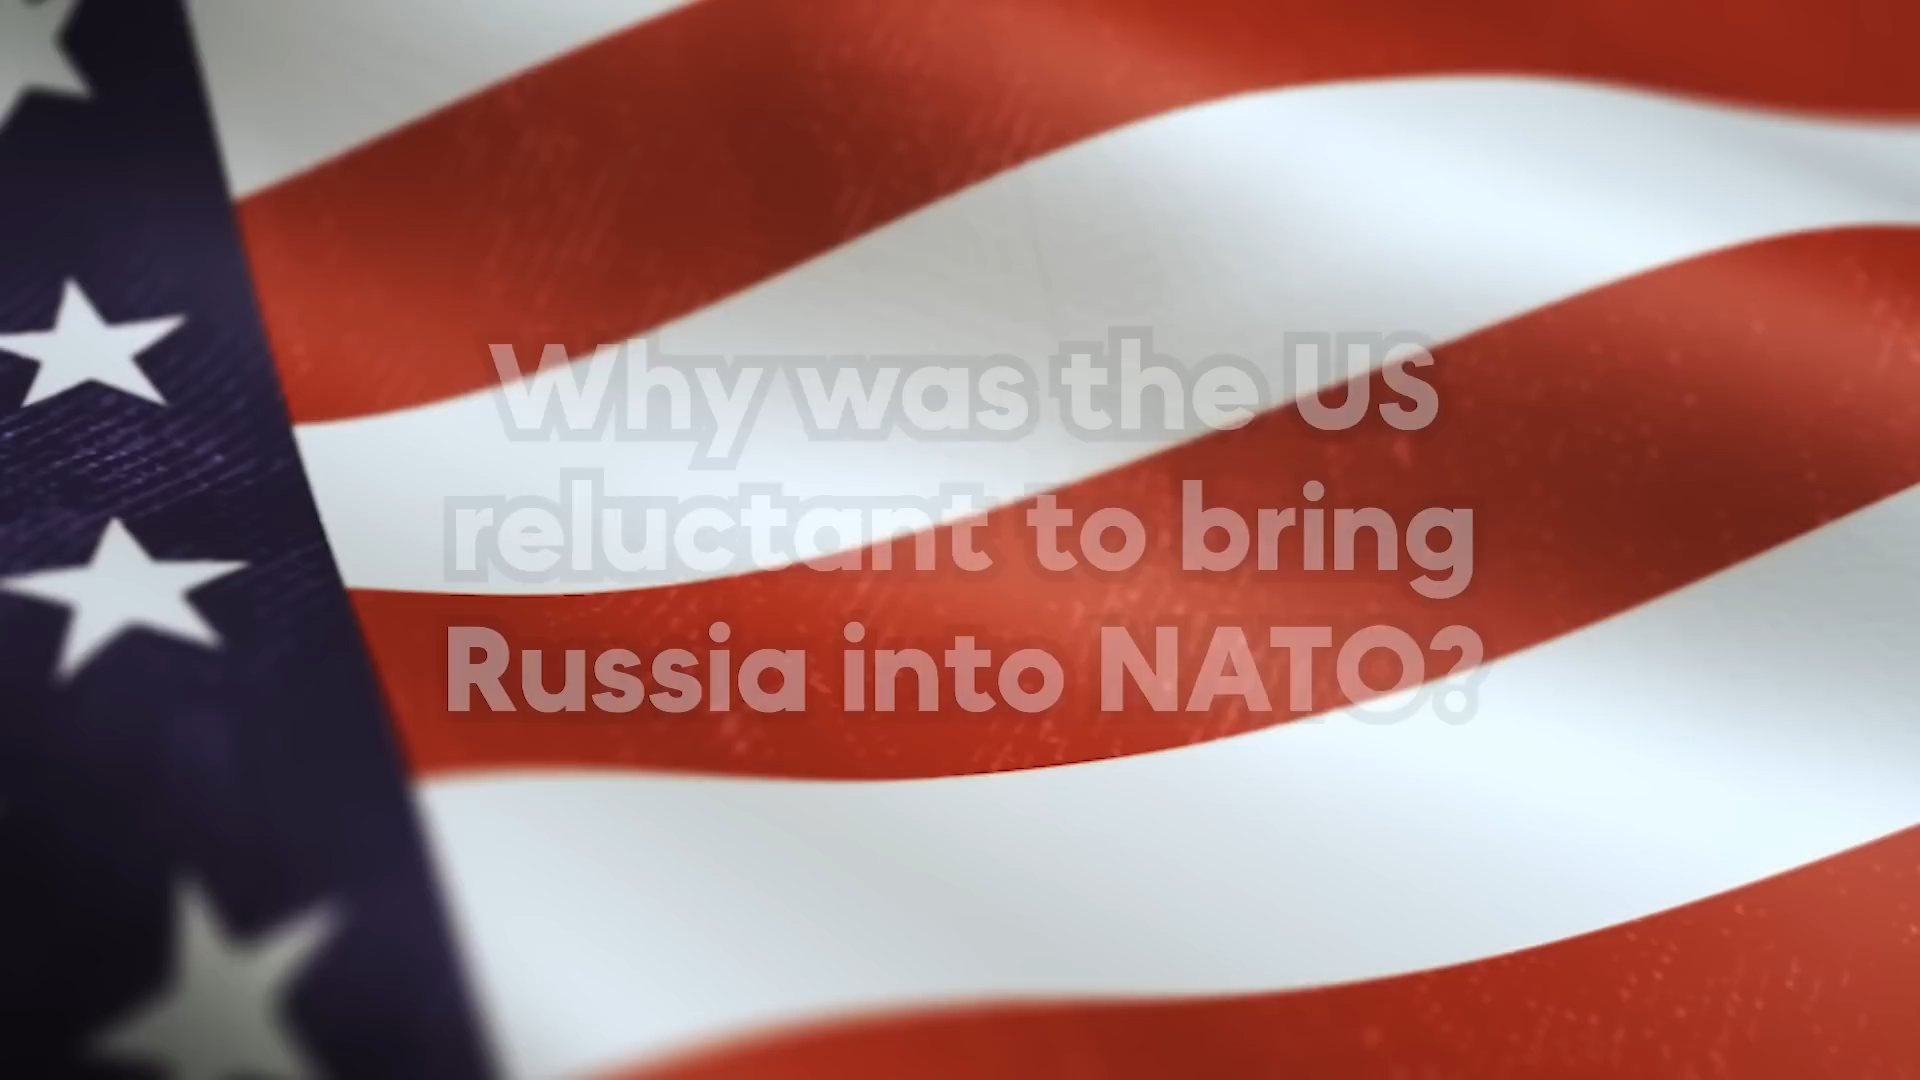 Why was the US
reluctant to bring
Russia into NATO?